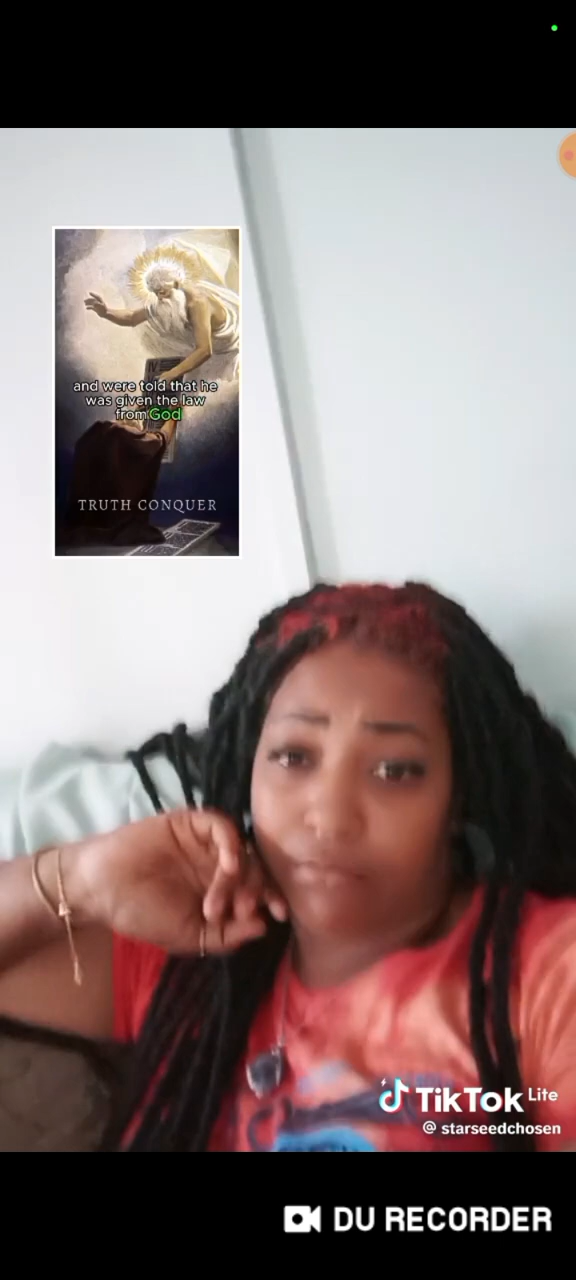 and were told that he
was given the law
from God
TRUTH CONQUER
TikTok Lite
@ starseedchosen
DU RECORDER